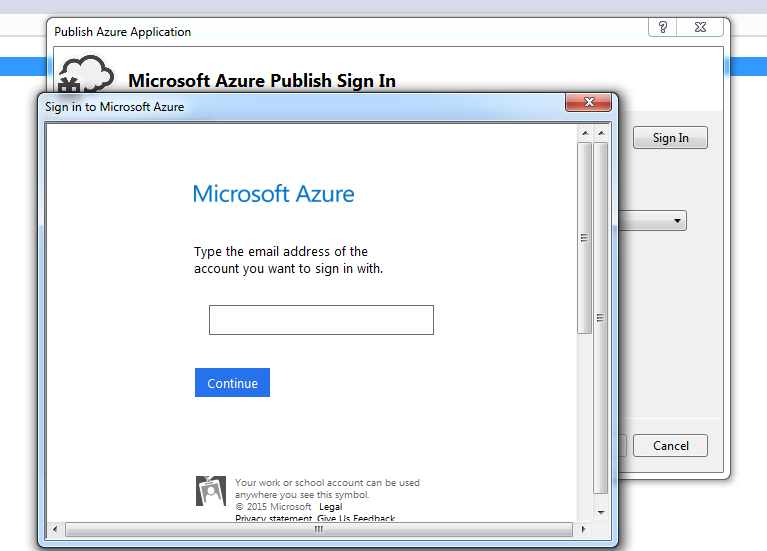 Publish Azure Application
Microsoft Azure Publish Sign In
Sign in to Microsoft Azure
Sign In
Microsoft Azure
Type the email address of the
account you want to sign in with.
Continue
Cancel
Your work or school account can be used
anywhere you see this symbol.
© 2015 Microsoft Legal
Privacy statement Give Us Feedback